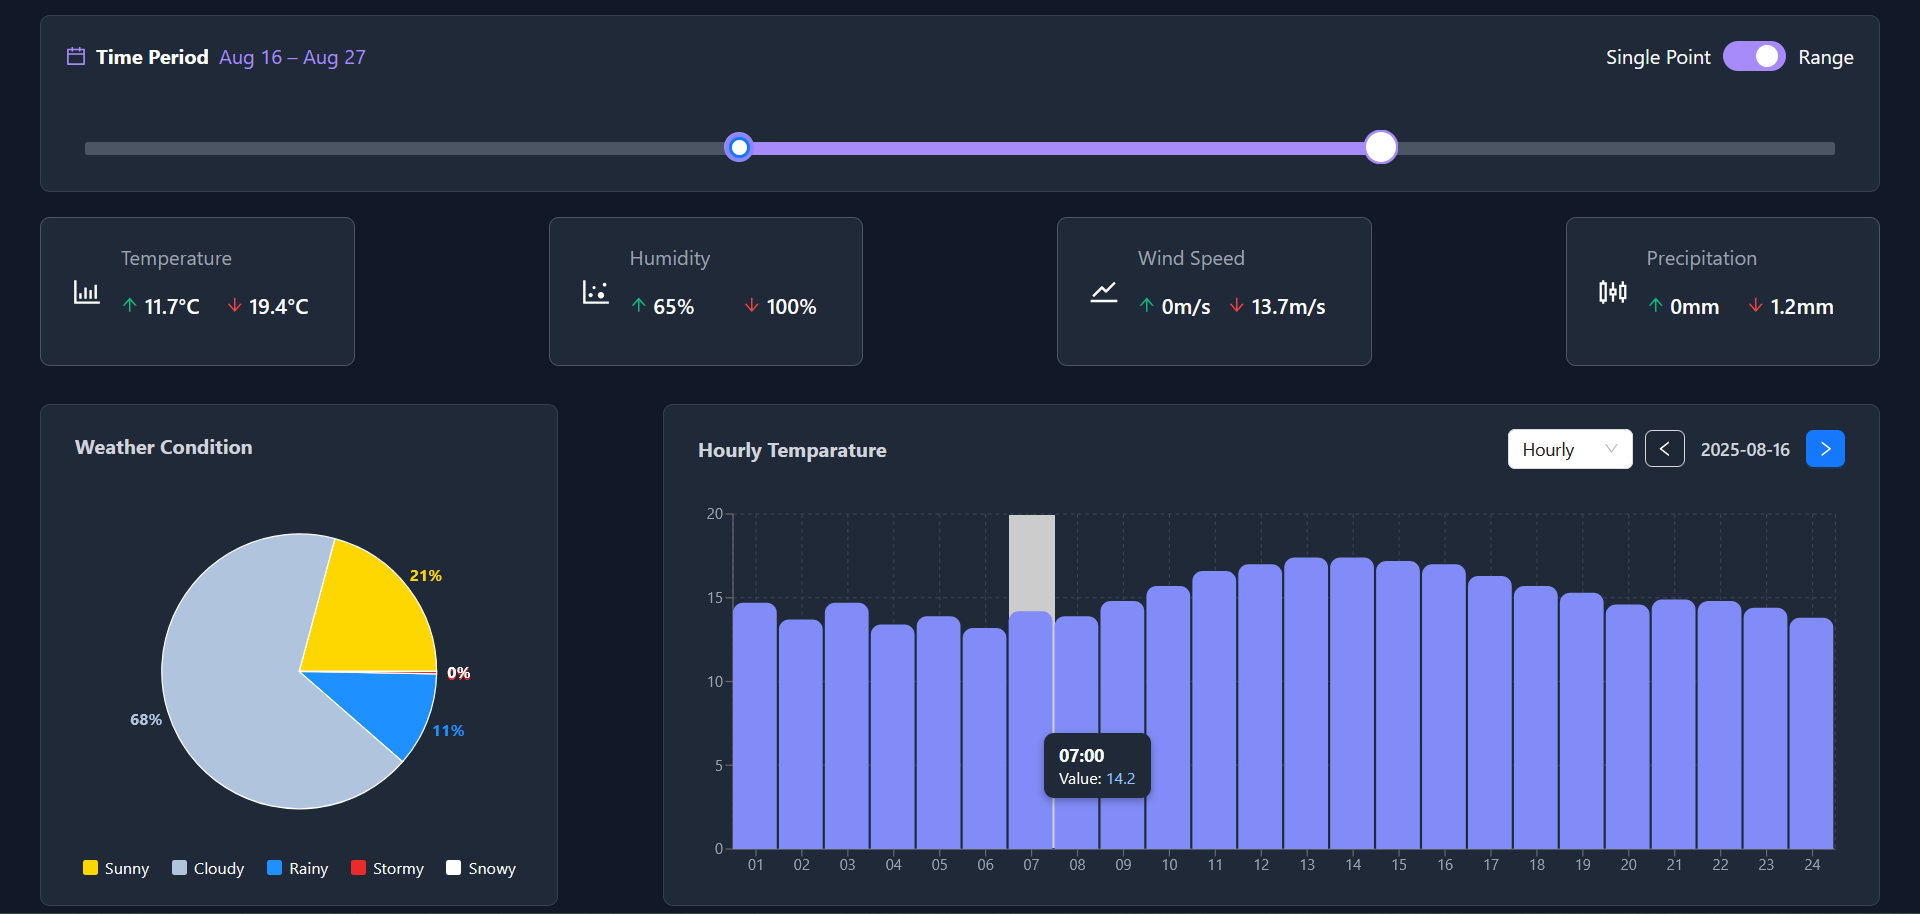 Time Period Aug 16 – Aug 27
Single Point Range
Temperature
11.7°C 19.4°C
Humidity
65% 100%
Wind Speed
0m/s 13.7m/s
Precipitation
0mm 1.2mm
Weather Condition
21%
0%
11%
68%
Sunny Cloudy Rainy Stormy Snowy
Hourly Temparature
Hourly 2025-08-16
20
15
10
5
0
07:00
Value: 14.2
01 02 03 04 05 06 07 08 09 10 11 12 13 14 15 16 17 18 19 20 21 22 23 24